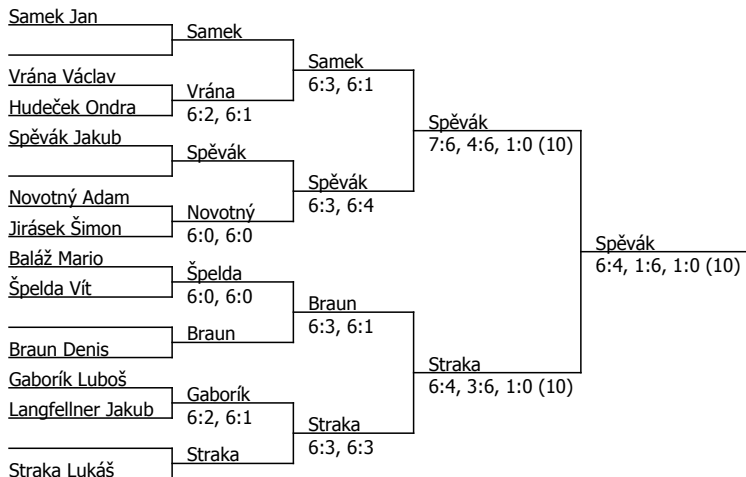 Samek Jan
Samek
Samek
6:3, 6:1
Vrána Václav
Vrána
6:2, 6:1
Hudeček Ondra
Spěvák
7:6, 4:6, 1:0 (10)
Spěvák Jakub
Spěvák
Spěvák
6:3, 6:4
Novotný Adam
Novotný
6:0, 6:0
Jirásek Šimon
Spěvák
6:4, 1:6, 1:0 (10)
Baláž Mario
Špelda
6:0, 6:0
Špelda Vít
Braun
6:3, 6:1
Braun
Braun Denis
Straka
6:4, 3:6, 1:0 (10)
Gaborík Luboš
Gaborík
6:2, 6:1
Langfellner Jakub
Straka
6:3, 6:3
Straka
Straka Lukáš